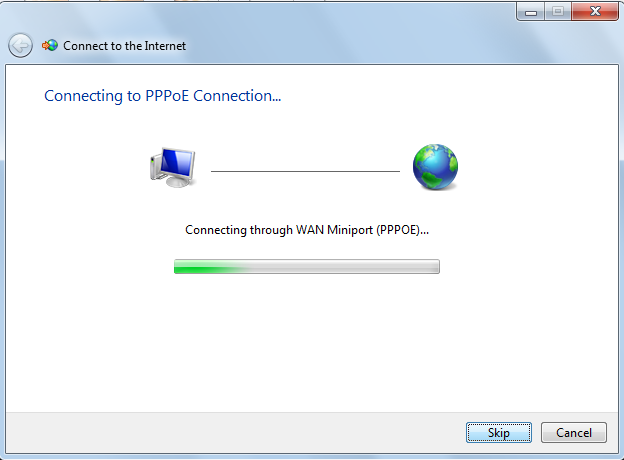 Connect to the Internet
Connecting to PPPoE Connection...
Connecting through WAN Miniport (PPPOE)...
Skip
Cancel